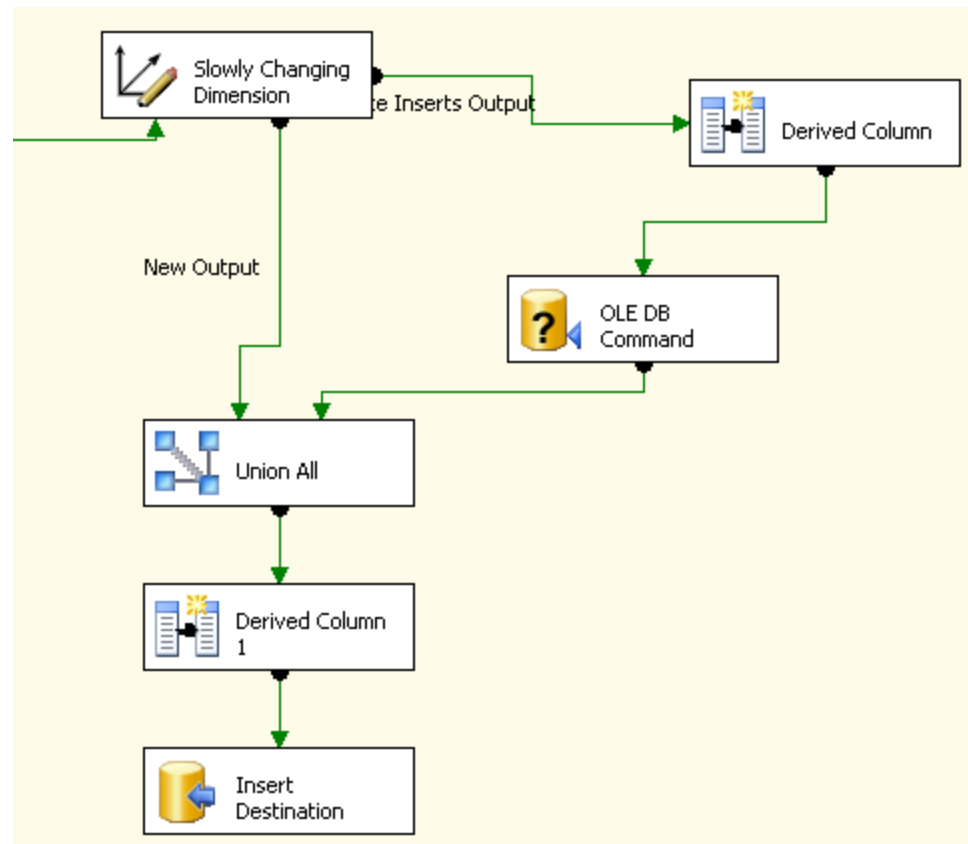 Slowly Changing
Dimension
Inserts Output
Derived Column
New Output
?
OLE DB
Command
Union All
Derived Column
1
Insert
Destination